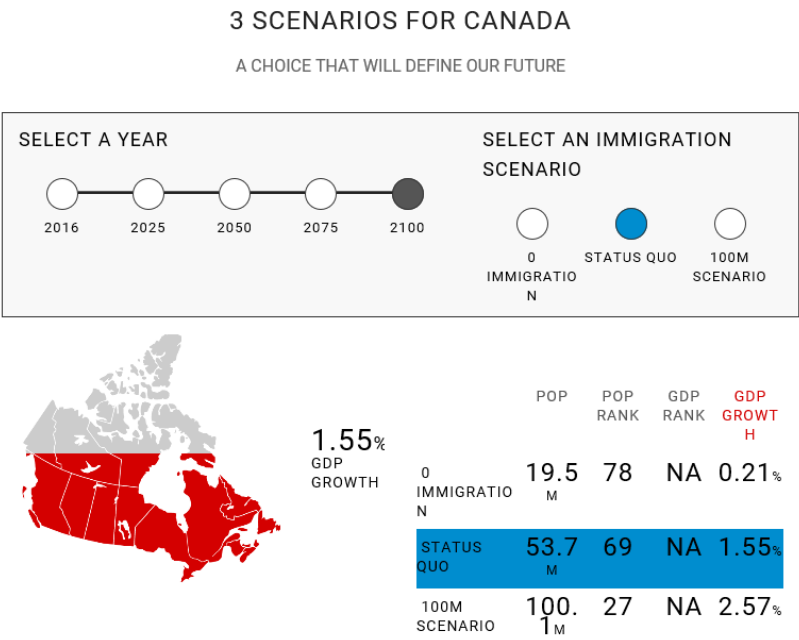 3 SCENARIOS FOR CANADA
A CHOICE THAT WILL DEFINE OUR FUTURE
SELECT A YEAR
2016 2025 2050 2075 2100
SELECT AN IMMIGRATION
SCENARIO
0
IMMIGRATIO
N
STATUS QUO
100M
SCENARIO
1.55%
GDP
GROWTH
POP
POP
RANK
GDP
RANK
GDP
GROWT
H
0
IMMIGRATIO
N
19.5
M
78
NA
0.21%
STATUS
QUO
53.7
M
69
NA
1.55%
100M
SCENARIO
100.
1M
27
NA
2.57%